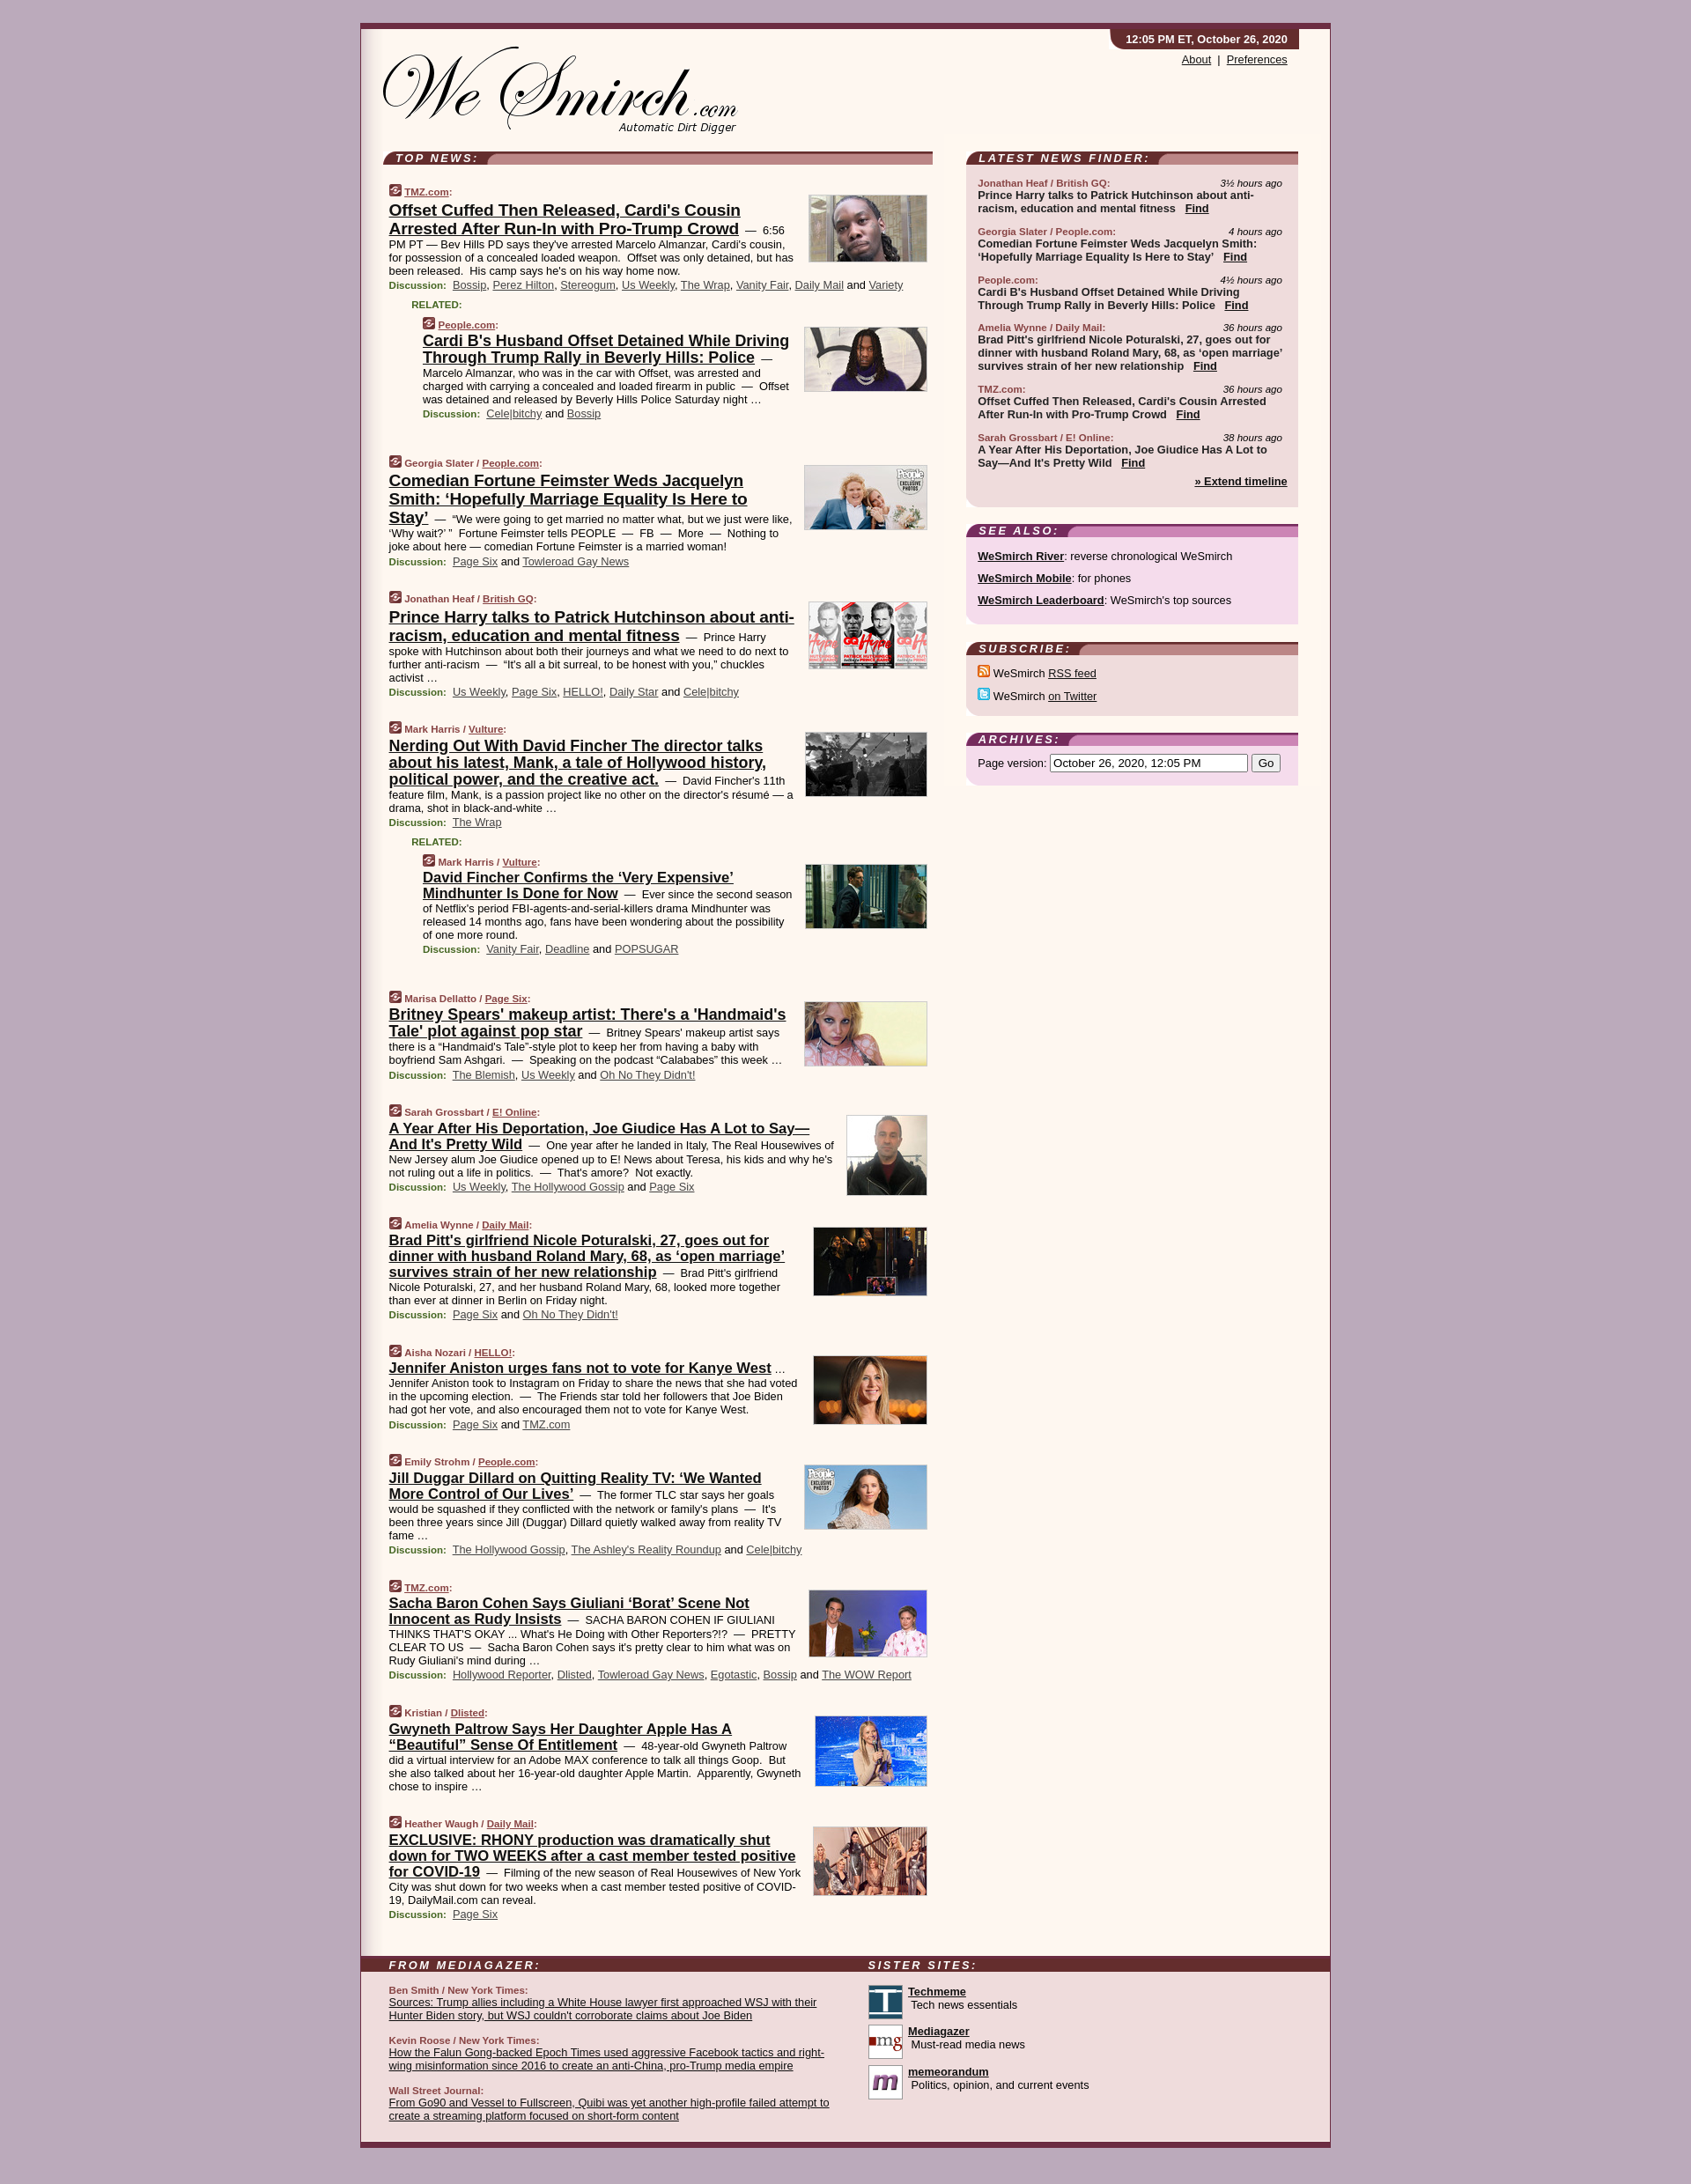 12:05 PM ET, October 26, 2020
About | Preferences
We Smirch .com
Automatic Dirt Digger
TOP NEWS:
TMZ.com:
Offset Cuffed Then Released, Cardi's Cousin
Arrested After Run-In with Pro-Trump Crowd — 6:56
PM PT — Bev Hills PD says they've arrested Marcelo Almanzar, Cardi's cousin,
for possession of a concealed loaded weapon. Offset was only detained, but has
been released. His camp says he's on his way home now.
Discussion: Bossip, Perez Hilton, Stereogum, Us Weekly, The Wrap, Vanity Fair, Daily Mail and Variety
RELATED:
People.com:
Cardi B's Husband Offset Detained While Driving
Through Trump Rally in Beverly Hills: Police —
Marcelo Almanzar, who was in the car with Offset, was arrested and
charged with carrying a concealed and loaded firearm in public — Offset
was detained and released by Beverly Hills Police Saturday night …
Discussion: Cele|bitchy and Bossip
Georgia Slater / People.com:
Comedian Fortune Feimster Weds Jacquelyn
Smith: ‘Hopefully Marriage Equality Is Here to
Stay’ — “We were going to get married no matter what, but we just were like,
‘Why wait?’ ” Fortune Feimster tells PEOPLE — FB — More — Nothing to
joke about here — comedian Fortune Feimster is a married woman!
Discussion: Page Six and Towleroad Gay News
People
EXCLUSIVE
PHOTOS
Jonathan Heaf / British GQ:
Prince Harry talks to Patrick Hutchinson about anti-
racism, education and mental fitness — Prince Harry
spoke with Hutchinson about both their journeys and what we need to do next to
further anti-racism — “It's all a bit surreal, to be honest with you,” chuckles
activist …
Discussion: Us Weekly, Page Six, HELLO!, Daily Star and Cele|bitchy
GQ Hype
Mark Harris / Vulture:
Nerding Out With David Fincher The director talks
about his latest, Mank, a tale of Hollywood history,
political power, and the creative act. — David Fincher's 11th
feature film, Mank, is a passion project like no other on the director's résumé — a
drama, shot in black-and-white …
Discussion: The Wrap
RELATED:
Mark Harris / Vulture:
David Fincher Confirms the ‘Very Expensive’
Mindhunter Is Done for Now — Ever since the second season
of Netflix's period FBI-agents-and-serial-killers drama Mindhunter was
released 14 months ago, fans have been wondering about the possibility
of one more round.
Discussion: Vanity Fair, Deadline and POPSUGAR
Marisa Dellatto / Page Six:
Britney Spears' makeup artist: There's a 'Handmaid's
Tale' plot against pop star — Britney Spears' makeup artist says
there is a “Handmaid's Tale”-style plot to keep her from having a baby with
boyfriend Sam Ashgari. — Speaking on the podcast “Calababes” this week …
Discussion: The Blemish, Us Weekly and Oh No They Didn't!
Sarah Grossbart / E! Online:
A Year After His Deportation, Joe Giudice Has A Lot to Say—
And It's Pretty Wild — One year after he landed in Italy, The Real Housewives of
New Jersey alum Joe Giudice opened up to E! News about Teresa, his kids and why he's
not ruling out a life in politics. — That's amore? Not exactly.
Discussion: Us Weekly, The Hollywood Gossip and Page Six
Amelia Wynne / Daily Mail:
Brad Pitt's girlfriend Nicole Poturalski, 27, goes out for
dinner with husband Roland Mary, 68, as ‘open marriage’
survives strain of her new relationship — Brad Pitt's girlfriend
Nicole Poturalski, 27, and her husband Roland Mary, 68, looked more together
than ever at dinner in Berlin on Friday night.
Discussion: Page Six and Oh No They Didn't!
Aisha Nozari / HELLO!:
Jennifer Aniston urges fans not to vote for Kanye West …
Jennifer Aniston took to Instagram on Friday to share the news that she had voted
in the upcoming election. — The Friends star told her followers that Joe Biden
had got her vote, and also encouraged them not to vote for Kanye West.
Discussion: Page Six and TMZ.com
Emily Strohm / People.com:
Jill Duggar Dillard on Quitting Reality TV: ‘We Wanted
More Control of Our Lives’ — The former TLC star says her goals
would be squashed if they conflicted with the network or family's plans — It's
been three years since Jill (Duggar) Dillard quietly walked away from reality TV
fame …
Discussion: The Hollywood Gossip, The Ashley's Reality Roundup and Cele|bitchy
People
EXCLUSIVE
PHOTOS
TMZ.com:
Sacha Baron Cohen Says Giuliani ‘Borat’ Scene Not
Innocent as Rudy Insists — SACHA BARON COHEN IF GIULIANI
THINKS THAT'S OKAY ... What's He Doing with Other Reporters?!? — PRETTY
CLEAR TO US — Sacha Baron Cohen says it's pretty clear to him what was on
Rudy Giuliani's mind during …
Discussion: Hollywood Reporter, Dlisted, Towleroad Gay News, Egotastic, Bossip and The WOW Report
Kristian / Dlisted:
Gwyneth Paltrow Says Her Daughter Apple Has A
“Beautiful” Sense Of Entitlement — 48-year-old Gwyneth Paltrow
did a virtual interview for an Adobe MAX conference to talk all things Goop. But
she also talked about her 16-year-old daughter Apple Martin. Apparently, Gwyneth
chose to inspire …
Heather Waugh / Daily Mail:
EXCLUSIVE: RHONY production was dramatically shut
down for TWO WEEKS after a cast member tested positive
for COVID-19 — Filming of the new season of Real Housewives of New York
City was shut down for two weeks when a cast member tested positive of COVID-
19, DailyMail.com can reveal.
Discussion: Page Six
LATEST NEWS FINDER:
Jonathan Heaf / British GQ: 3½ hours ago
Prince Harry talks to Patrick Hutchinson about anti-
racism, education and mental fitness Find
Georgia Slater / People.com: 4 hours ago
Comedian Fortune Feimster Weds Jacquelyn Smith:
‘Hopefully Marriage Equality Is Here to Stay’ Find
People.com: 4½ hours ago
Cardi B's Husband Offset Detained While Driving
Through Trump Rally in Beverly Hills: Police Find
Amelia Wynne / Daily Mail: 36 hours ago
Brad Pitt's girlfriend Nicole Poturalski, 27, goes out for
dinner with husband Roland Mary, 68, as ‘open marriage’
survives strain of her new relationship Find
TMZ.com: 36 hours ago
Offset Cuffed Then Released, Cardi's Cousin Arrested
After Run-In with Pro-Trump Crowd Find
Sarah Grossbart / E! Online: 38 hours ago
A Year After His Deportation, Joe Giudice Has A Lot to
Say—And It's Pretty Wild Find
» Extend timeline
SEE ALSO:
WeSmirch River: reverse chronological WeSmirch
WeSmirch Mobile: for phones
WeSmirch Leaderboard: WeSmirch's top sources
SUBSCRIBE:
WeSmirch RSS feed
WeSmirch on Twitter
ARCHIVES:
Page version: October 26, 2020, 12:05 PM Go
FROM MEDIAGAZER:
Ben Smith / New York Times:
Sources: Trump allies including a White House lawyer first approached WSJ with their
Hunter Biden story, but WSJ couldn't corroborate claims about Joe Biden
Kevin Roose / New York Times:
How the Falun Gong-backed Epoch Times used aggressive Facebook tactics and right-
wing misinformation since 2016 to create an anti-China, pro-Trump media empire
Wall Street Journal:
From Go90 and Vessel to Fullscreen, Quibi was yet another high-profile failed attempt to
create a streaming platform focused on short-form content
SISTER SITES:
T
Techmeme
Tech news essentials
mg
Mediagazer
Must-read media news
m
memeorandum
Politics, opinion, and current events